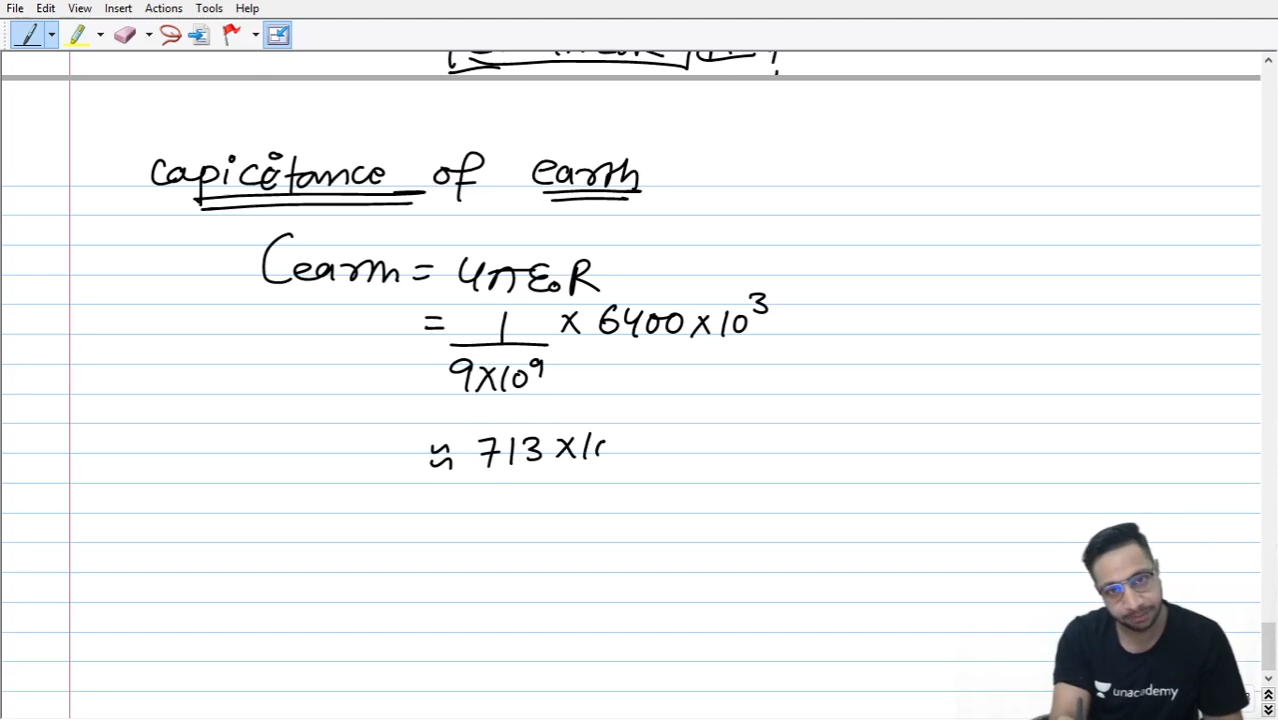 File Edit View Insert Actions Tools Help
capicitance of earth
Cearth = 4πε₀R
= 1 / 9×10⁹ × 6400×10³
≈ 713 ×10
unacademy